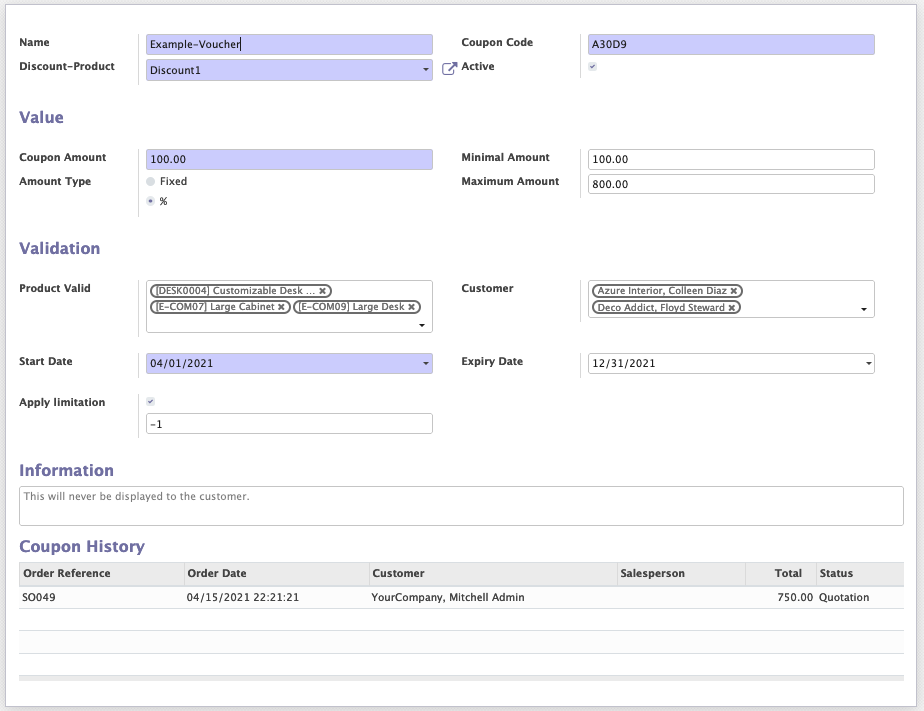 Name Example-Voucher Coupon Code A30D9
Discount-Product Discount1 Active
Value
Coupon Amount 100.00 Minimal Amount 100.00
Amount Type Fixed Maximum Amount 800.00
%
Validation
Product Valid [DESK0004] Customizable Desk ... × Customer Azure Interior, Colleen Diaz ×
[E-COM07] Large Cabinet × [E-COM09] Large Desk × Deco Addict, Floyd Steward ×
Start Date 04/01/2021 Expiry Date 12/31/2021
Apply limitation
-1
Information
This will never be displayed to the customer.
Coupon History
Order Reference Order Date Customer Salesperson Total Status
SO049 04/15/2021 22:21:21 YourCompany, Mitchell Admin 750.00 Quotation